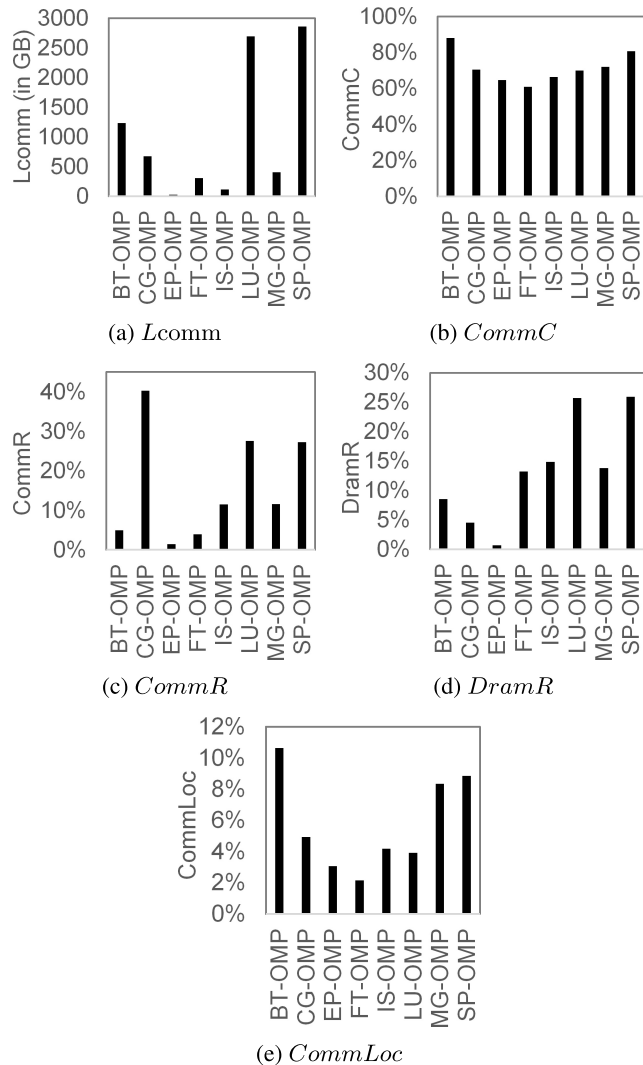 Lcomm (in GB)
3000
2500
2000
1500
1000
500
0
BT-OMP
CG-OMP
EP-OMP
FT-OMP
IS-OMP
LU-OMP
MG-OMP
SP-OMP
(a) Lcomm
CommC
100%
80%
60%
40%
20%
0%
BT-OMP
CG-OMP
EP-OMP
FT-OMP
IS-OMP
LU-OMP
MG-OMP
SP-OMP
(b) CommC
CommR
40%
30%
20%
10%
0%
BT-OMP
CG-OMP
EP-OMP
FT-OMP
IS-OMP
LU-OMP
MG-OMP
SP-OMP
(c) CommR
DramR
30%
25%
20%
15%
10%
5%
0%
BT-OMP
CG-OMP
EP-OMP
FT-OMP
IS-OMP
LU-OMP
MG-OMP
SP-OMP
(d) DramR
CommLoc
12%
10%
8%
6%
4%
2%
0%
BT-OMP
CG-OMP
EP-OMP
FT-OMP
IS-OMP
LU-OMP
MG-OMP
SP-OMP
(e) CommLoc